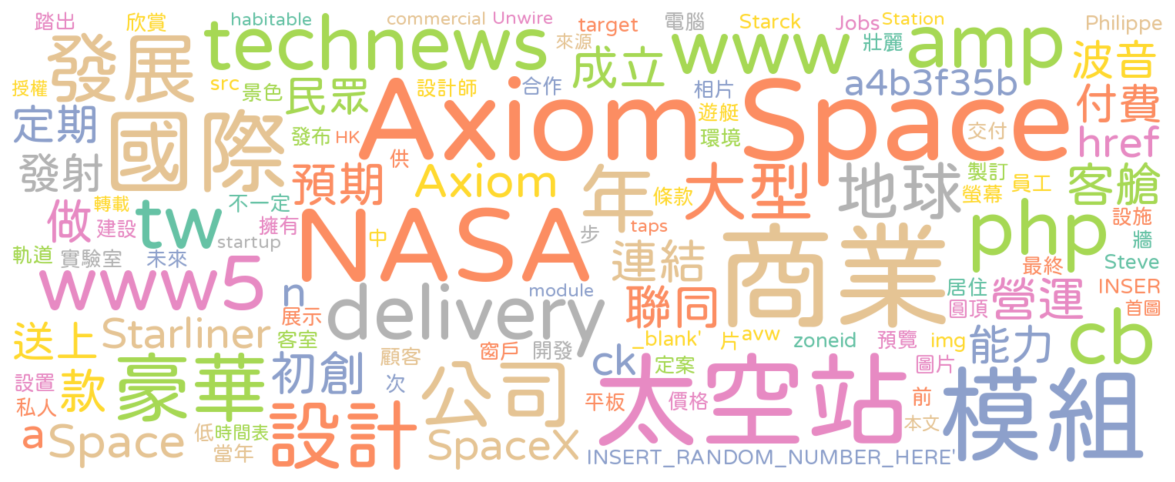 踏出 欣賞 habitable commercial Unwire target Starck Jobs Station Philippe
發展 technews 來源 成立 www 電腦 壯麗 amp 波音
授權 src 景色 民眾 設計師 合作 相片 a4b3f35b 付費
定期 發布 HK Axiom Space 遊艇 環境 交付 href
國際 供
發射 預期 Axiom 年 條款 大型 地球 製訂 螢幕 員工 客艙
做 轉載 建設 tw 不一定 擁有 startup NASA 中 步 taps php 設施 牆
軌道 實驗室 未來 連結 商業 最終 Steve
www5 n delivery module 聯同 居住 圓頂 營運 INSER 首圖
展示 客室
送上 Starliner 窗戶 開發 _blank' 片 avw zoneid 預覽 img 能力 cb
設置 款 豪華 初創 顧客 次 公司 ck 定案 太空站 圖片 模組
私人 平板 價格 前
a Space 低 時間表 當年 設計 SpaceX INSERT_RANDOM_NUMBER_HERE' 本文